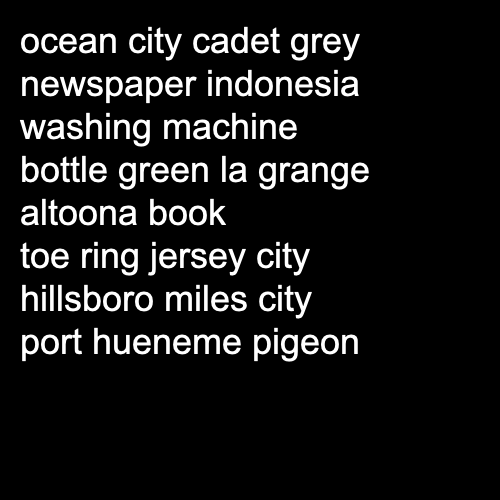 ocean city cadet grey
newspaper indonesia
washing machine
bottle green la grange
altoona book
toe ring jersey city
hillsboro miles city
port hueneme pigeon